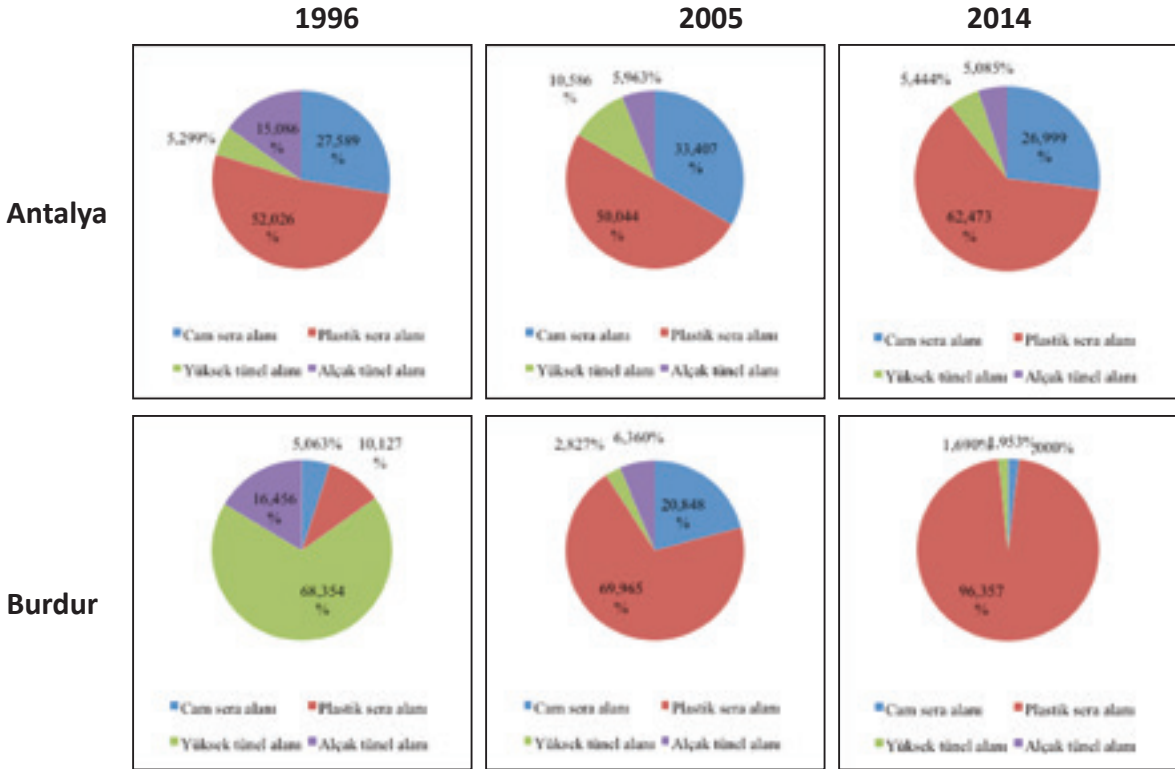 1996 2005 2014
Antalya
5,299%
15,086
%
27,589
%
52,026
%
Cam sera alanı Plastik sera alanı
Yüksek tünel alanı Alçak tünel alanı
10,586
%
5,963%
33,407
%
50,044
%
Cam sera alanı Plastik sera alanı
Yüksek tünel alanı Alçak tünel alanı
5,444%
5,085%
26,999
%
62,473
%
Cam sera alanı Plastik sera alanı
Yüksek tünel alanı Alçak tünel alanı
Burdur
5,063%
10,127
%
16,456
%
68,354
%
Cam sera alanı Plastik sera alanı
Yüksek tünel alanı Alçak tünel alanı
2,827%
6,360%
20,848
%
69,965
%
Cam sera alanı Plastik sera alanı
Yüksek tünel alanı Alçak tünel alanı
1,690%
1,953%
96,357
%
Cam sera alanı Plastik sera alanı
Yüksek tünel alanı Alçak tünel alanı